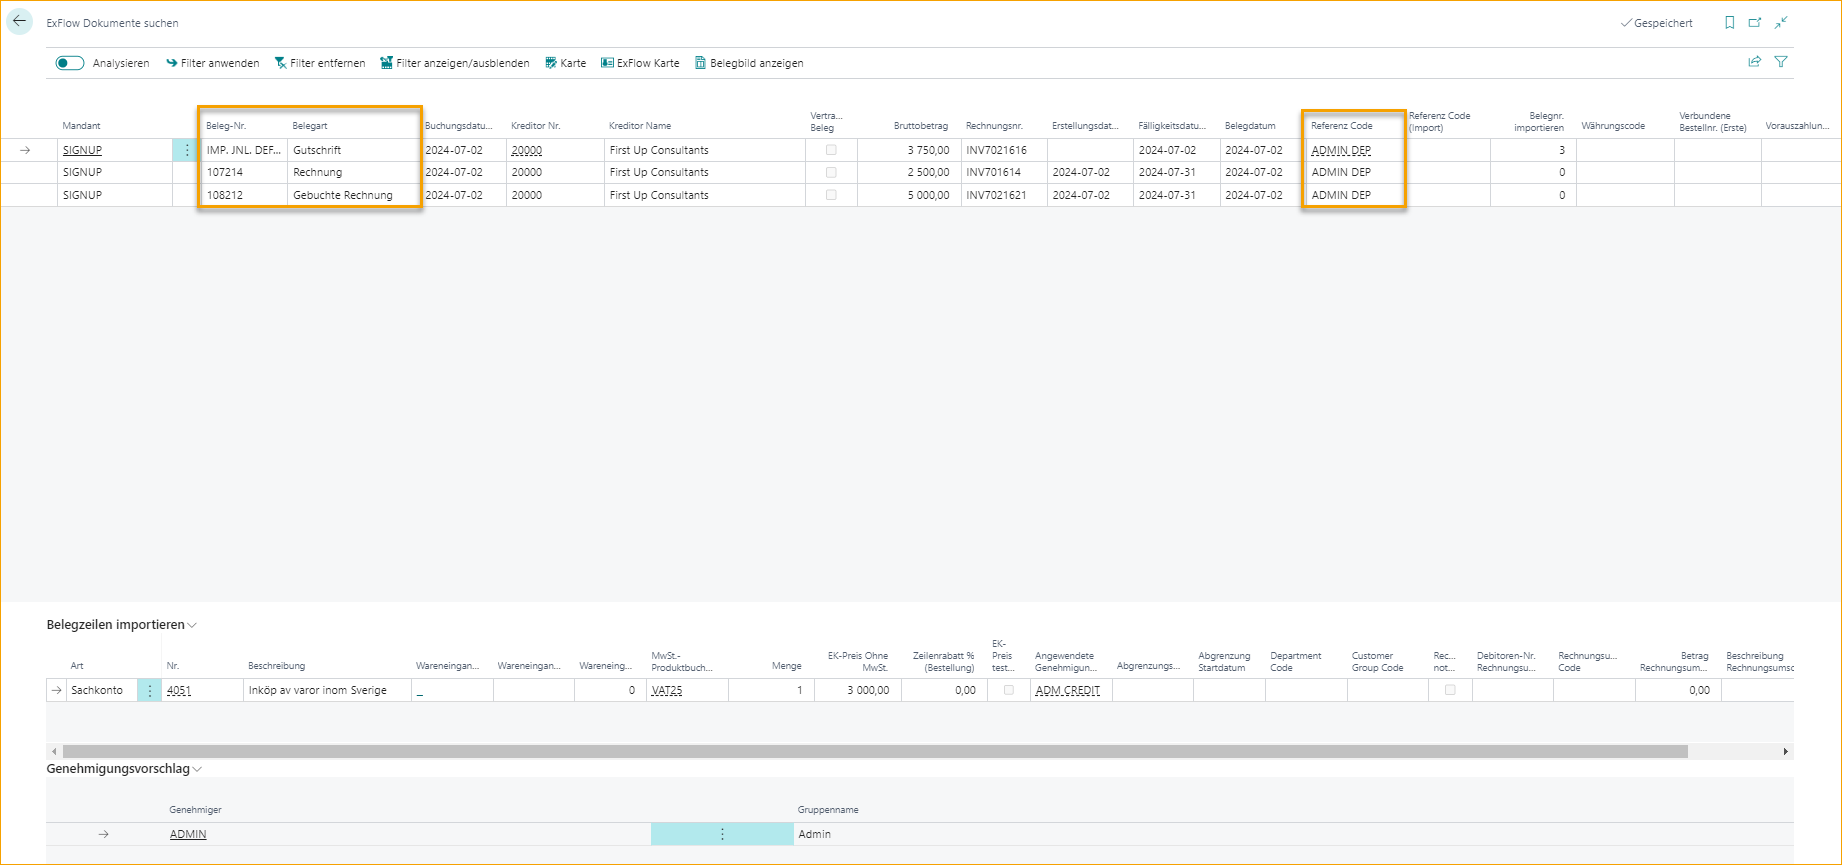 ExFlow Dokumente suchen
Gespeichert
Analysieren Filter anwenden Filter entfernen Filter anzeigen/ausblenden Karte ExFlow Karte Belegbild anzeigen
Mandant Beleg-Nr. Belegart Buchungsdatu... Kreditor Nr. Kreditor Name Vertra... Beleg Bruttobetrag Rechnungsnr. Erstellungsdat... Fälligkeitsdatu... Belegdatum Referenz Code Referenz Code (Import) Belegnr. importieren Währungscode Verbundene Bestellnr. (Erste) Vorauszahlun...
SIGNUP IMP. JNL. DEF... Gutschrift 2024-07-02 20000 First Up Consultants 3 750,00 INV7021616 2024-07-02 2024-07-02 ADMIN DEP 3
SIGNUP 107214 Rechnung 2024-07-02 20000 First Up Consultants 2 500,00 INV701614 2024-07-02 2024-07-31 2024-07-02 ADMIN DEP 0
SIGNUP 108212 Gebuchte Rechnung 2024-07-02 20000 First Up Consultants 5 000,00 INV7021621 2024-07-02 2024-07-31 2024-07-02 ADMIN DEP 0
Belegzeilen importieren
Art Nr. Beschreibung Wareneingan... Wareneingan... Wareneing... MwSt.-Produktbuch... Menge EK-Preis Ohne MwSt. Zeilenrabatt % (Bestellung) EK-Preis test... Angewendete Genehmigun... Abgrenzungs... Abgrenzung Startdatum Department Code Customer Group Code Rec... not... Debitoren-Nr. Rechnungsu... Rechnungsu... Code Betrag Rechnungsum... Beschreibung Rechnungsumsc
Sachkonto 4051 Inköp av varor inom Sverige _ 0 VAT25 1 3 000,00 0,00 ADM CREDIT 0,00
Genehmigungsvorschlag
Genehmiger Gruppenname
ADMIN Admin